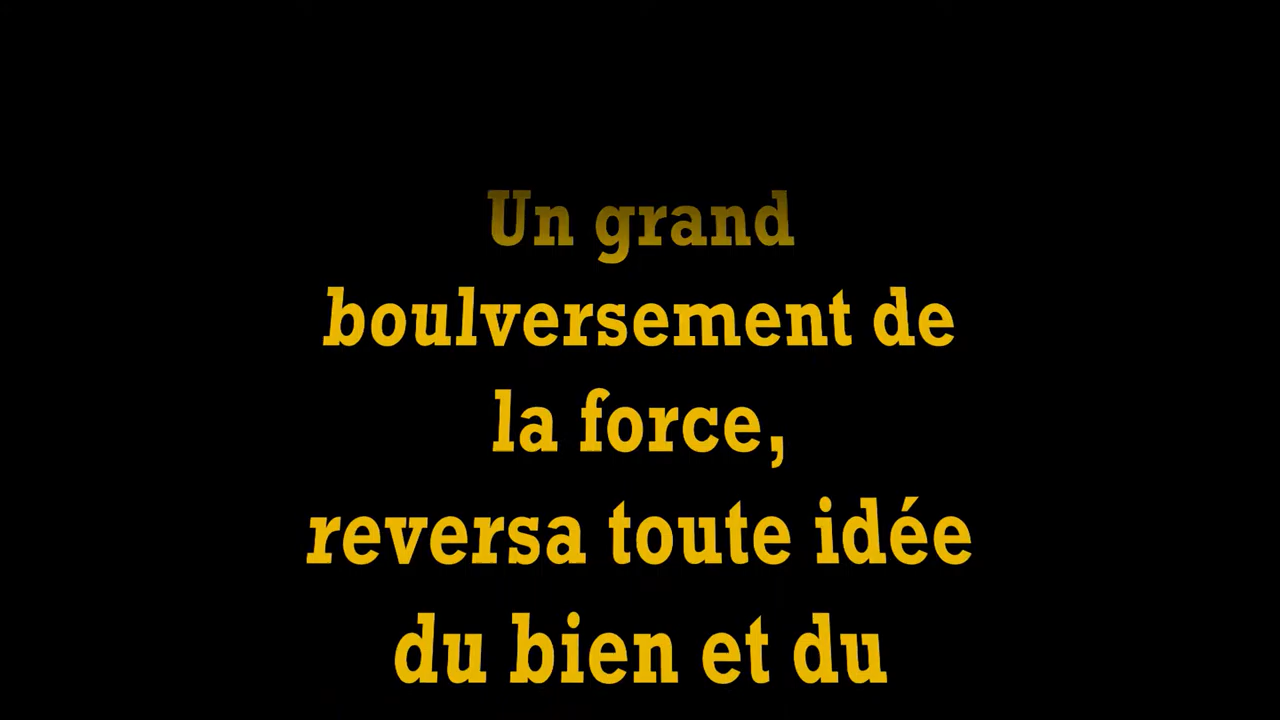 Un grand
boulversement de
la force,
reversa toute idée
du bien et du